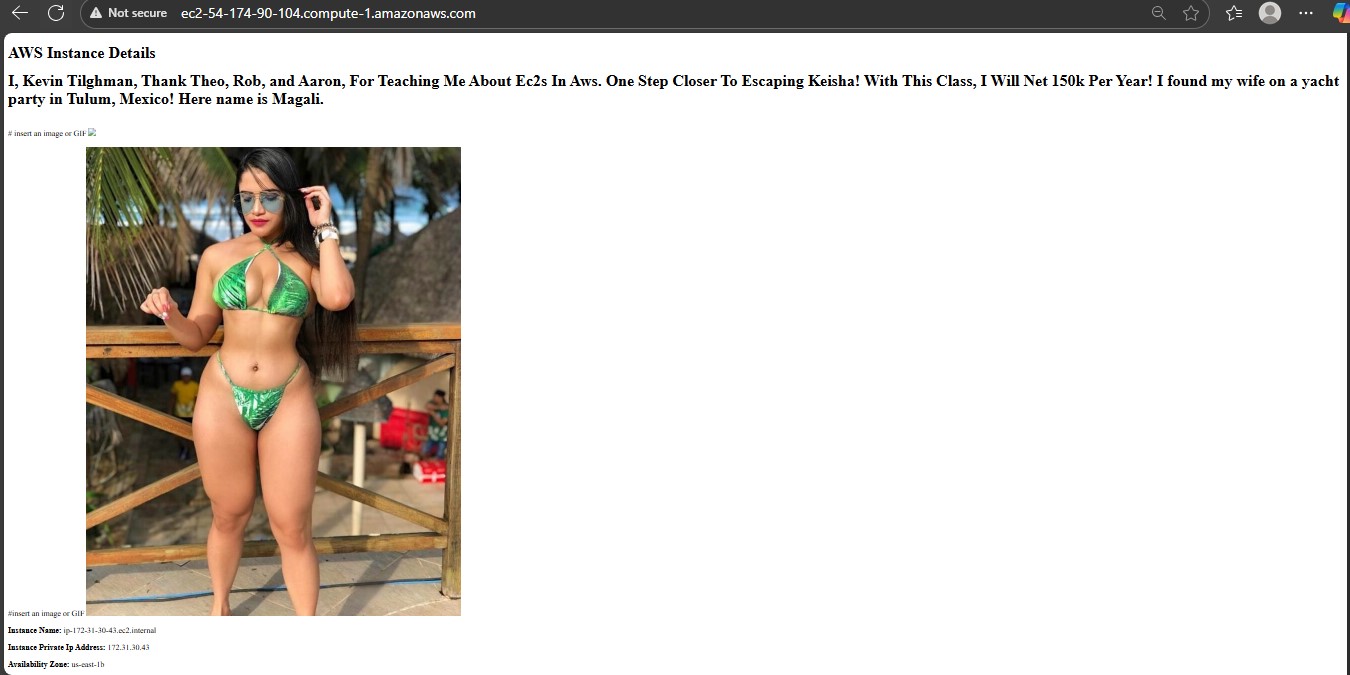 Not secure
ec2-54-174-90-104.compute-1.amazonaws.com
AWS Instance Details
I, Kevin Tilghman, Thank Theo, Rob, and Aaron, For Teaching Me About Ec2s In Aws. One Step Closer To Escaping Keisha! With This Class, I Will Net 150k Per Year! I found my wife on a yacht
party in Tulum, Mexico! Here name is Magali.
# insert an image or GIF
#insert an image or GIF
Instance Name: ip-172-31-30-43.ec2.internal
Instance Private Ip Address: 172.31.30.43
Availability Zone: us-east-1b